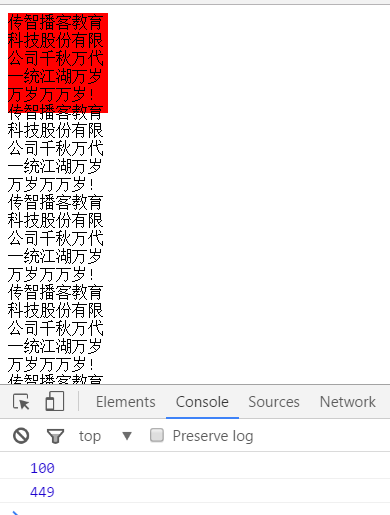 传智播客教育
科技股份有限
公司千秋万代
一统江湖万岁
万岁万万岁！
传智播客教育
科技股份有限
公司千秋万代
一统江湖万岁
万岁万万岁！
传智播客教育
科技股份有限
公司千秋万代
一统江湖万岁
万岁万万岁！
传智播客教育
科技股份有限
公司千秋万代
一统江湖万岁
万岁万万岁！
传智播客教育
Elements Console Sources Network
top ▼ Preserve log
100
449